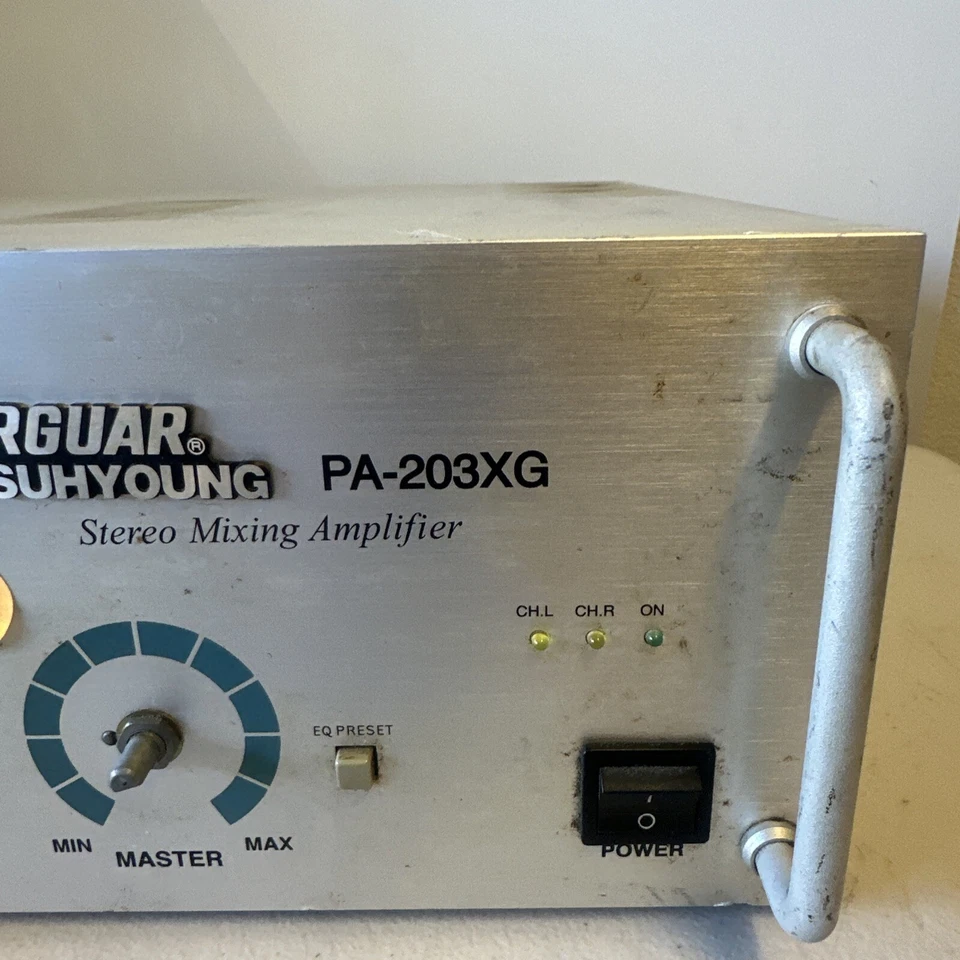 RGUAR®
SUHYOUNG
PA-203XG
Stereo Mixing Amplifier
CH.L CH.R ON
EQ PRESET
MIN MASTER MAX
I
O
POWER